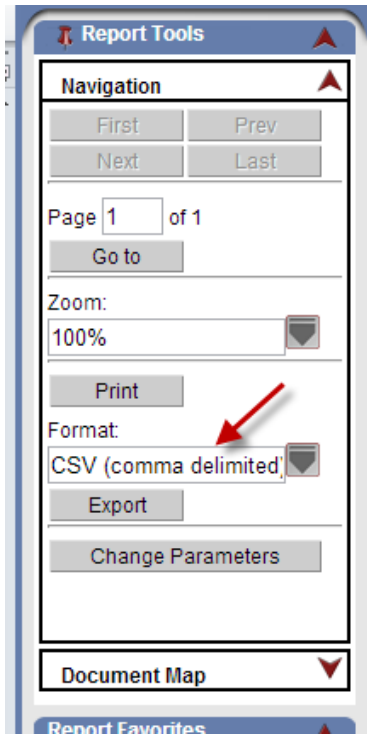 Report Tools
Navigation
First Prev
Next Last
Page 1 of 1
Go to
Zoom:
100%
Print
Format:
CSV (comma delimited)
Export
Change Parameters
Document Map
Report Favorites